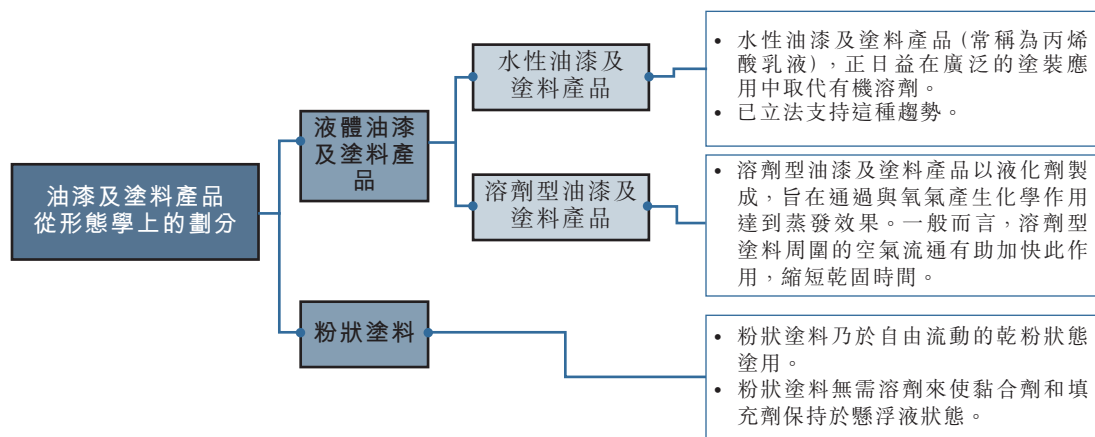 油漆及塗料產品
從形態學上的劃分
液體油漆
及塗料產
品
水性油漆及
塗料產品
• 水性油漆及塗料產品(常稱為丙烯
酸乳液),正日益在廣泛的塗裝應
用中取代有機溶劑。
• 已立法支持這種趨勢。
溶劑型油漆及
塗料產品
• 溶劑型油漆及塗料產品以液化劑製
成,旨在通過與氧氣產生化學作用
達到蒸發效果。一般而言,溶劑型
塗料周圍的空氣流通有助加快此作
用,縮短乾固時間。
粉狀塗料
• 粉狀塗料乃於自由流動的乾粉狀態
塗用。
• 粉狀塗料無需溶劑來使黏合劑和填
充劑保持於懸浮液狀態。